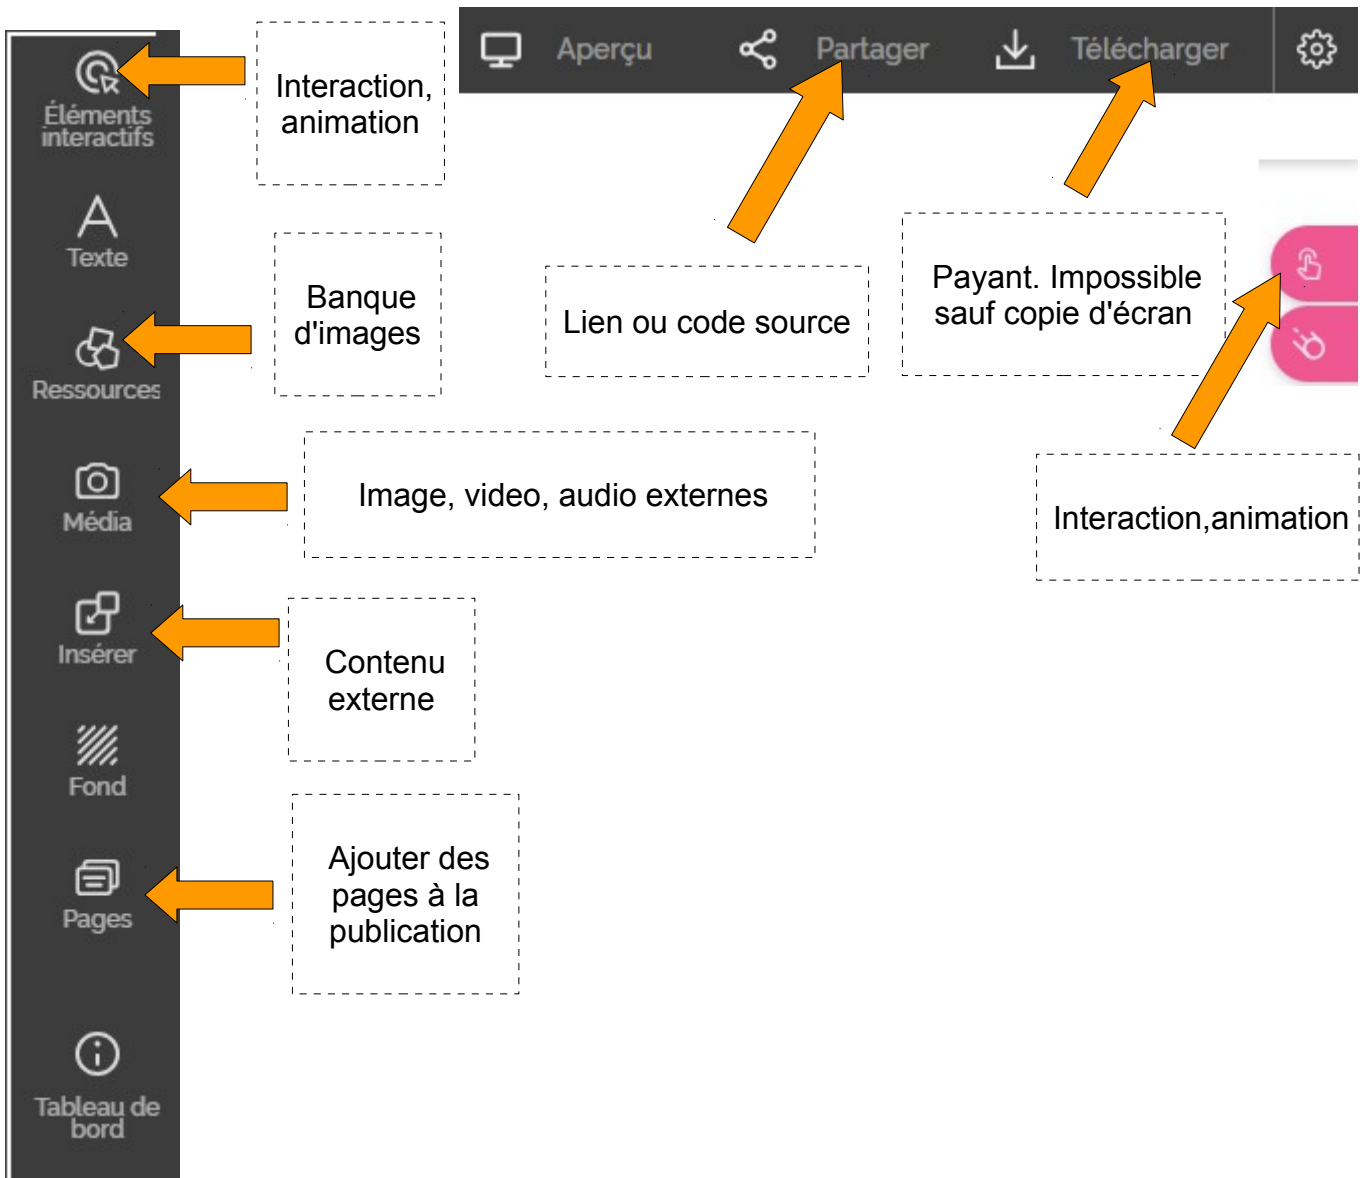 Aperçu
Partager
Télécharger
Éléments
interactifs
Interaction,
animation
Texte
Banque
d'images
Lien ou code source
Payant. Impossible
sauf copie d'écran
Ressources
Média
Image, video, audio externes
Interaction,animation
Insérer
Contenu
externe
Fond
Pages
Ajouter des
pages à la
publication
Tableau de
bord